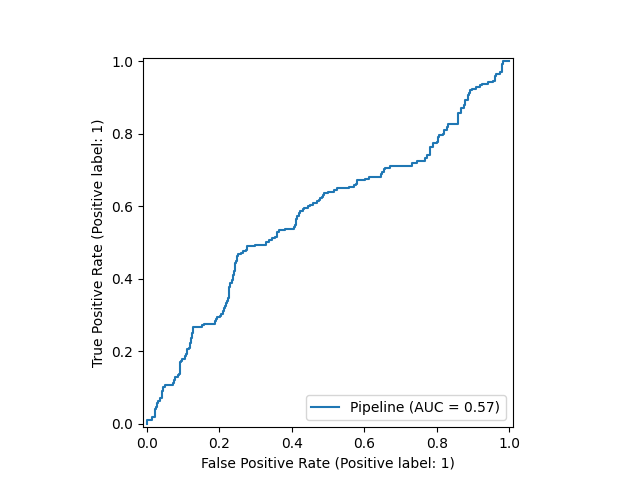 1.0
0.8
0.6
0.4
0.2
0.0
True Positive Rate (Positive label: 1)
Pipeline (AUC = 0.57)
0.0 0.2 0.4 0.6 0.8 1.0
False Positive Rate (Positive label: 1)